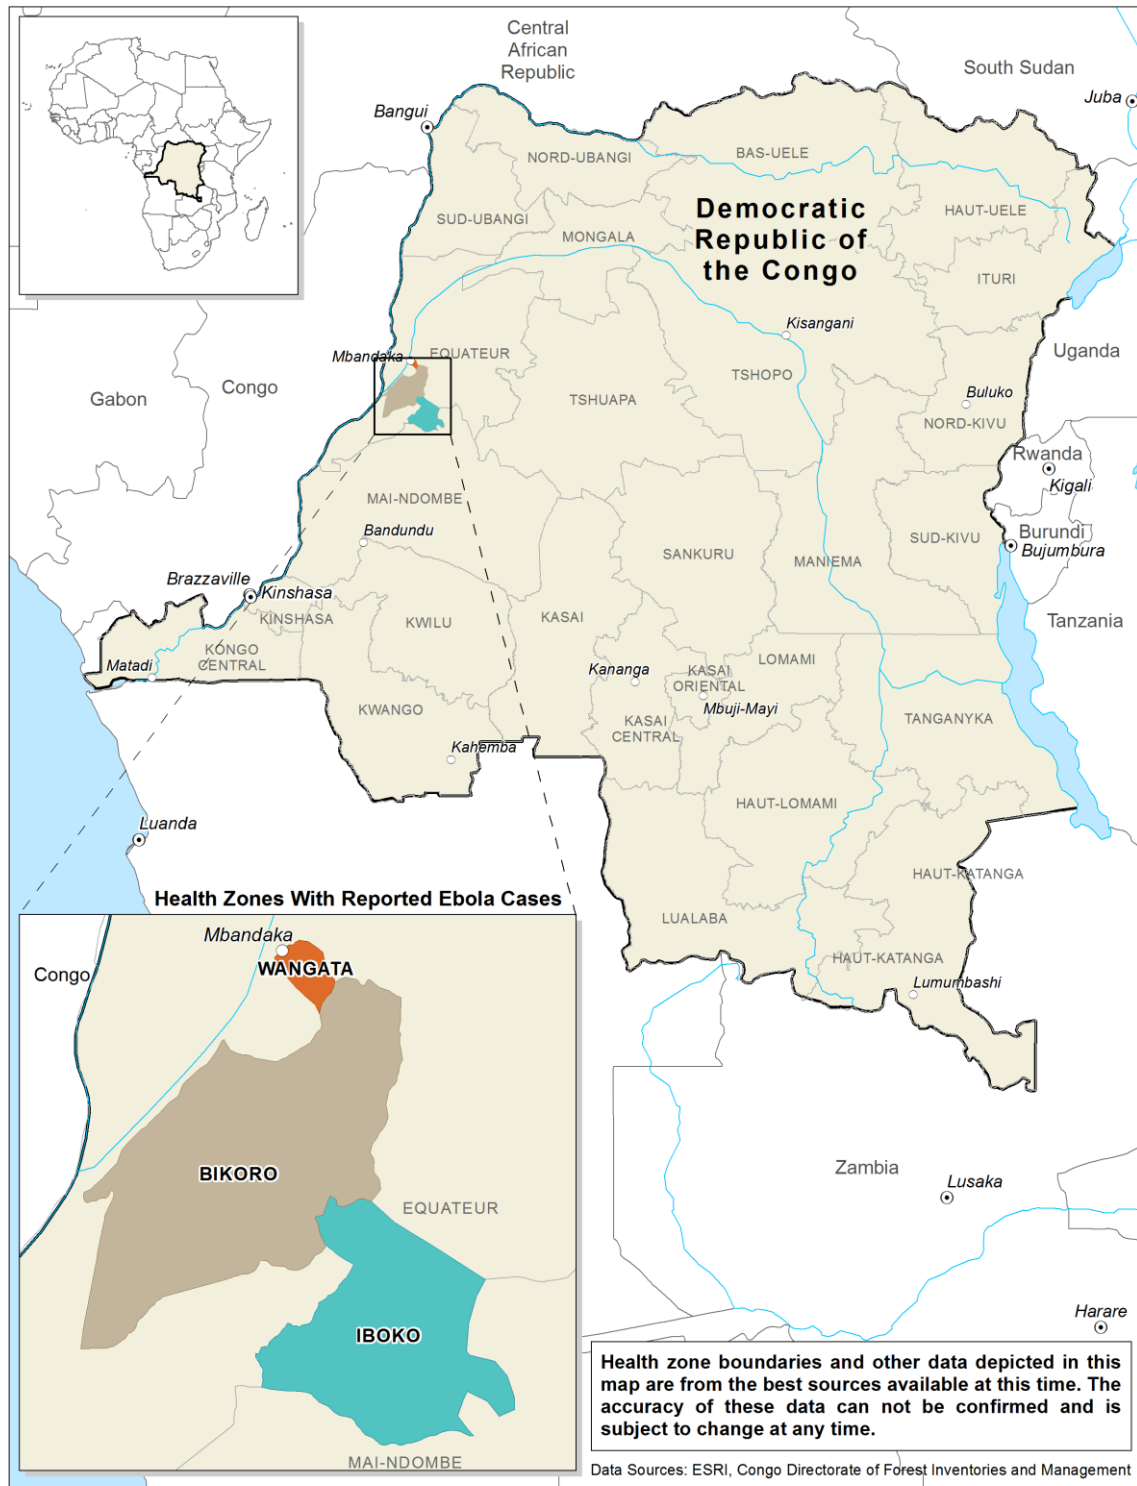 Central
African
Republic
South Sudan
Juba
Bangui
NORD-UBANGI
BAS-UELE
SUD-UBANGI
MONGALA
Democratic
Republic of
the Congo
HAUT-UELE
ITURI
Kisangani
Mbandaka
EQUATEUR
Uganda
Gabon
Congo
TSHUAPA
TSHOPO
Buluko
NORD-KIVU
Rwanda
Kigali
MAI-NDOMBE
Bandundu
SANKURU
MANIEMA
SUD-KIVU
Burundi
Bujumbura
Brazzaville
Kinshasa
KINSHASA
KWILU
KASAI
Tanzania
KONGO
CENTRAL
Matadi
Kananga
KASAI
ORIENTAL
LOMAMI
Mbuji-Mayi
KWANGO
KASAI
CENTRAL
TANGANYKA
Kahemba
HAUT-LOMAMI
Luanda
HAUT-KATANGA
LUALABA
HAUT-KATANGA
Lumumbashi
Health Zones With Reported Ebola Cases
Mbandaka
WANGATA
Congo
BIKORO
EQUATEUR
IBOKO
MAI-NDOMBE
Zambia
Lusaka
Harare
Health zone boundaries and other data depicted in this
map are from the best sources available at this time. The
accuracy of these data can not be confirmed and is
subject to change at any time.
Data Sources: ESRI, Congo Directorate of Forest Inventories and Management